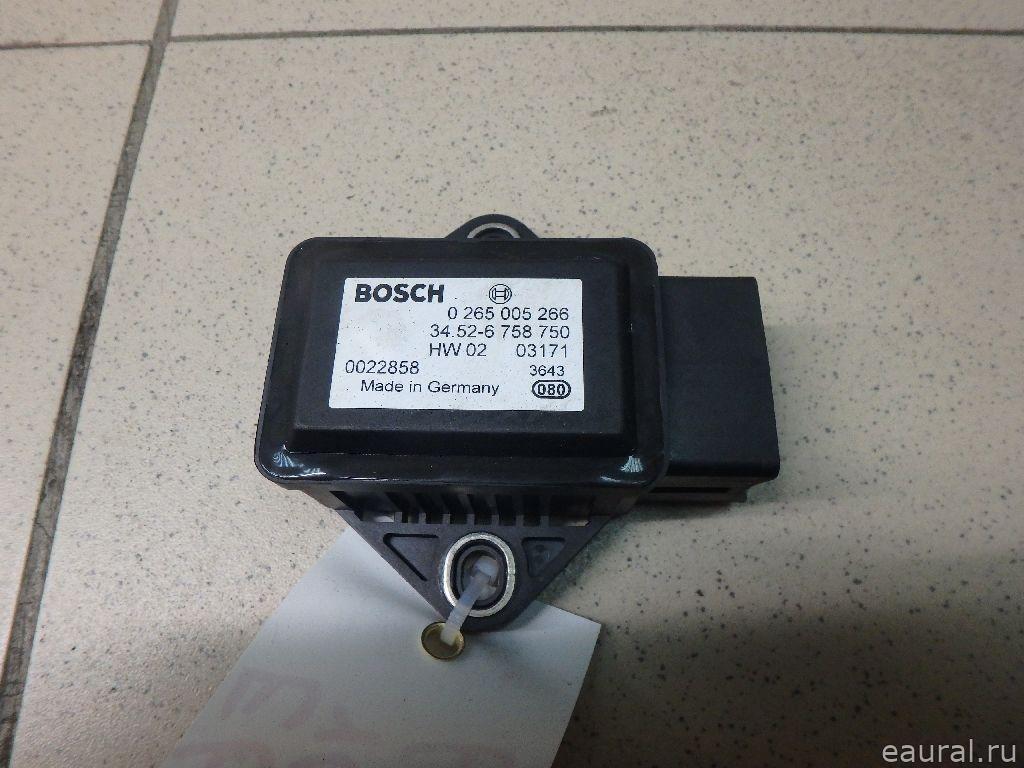 BOSCH
0 265 005 266
34.52-6 758 750
HW 02 03171
0022858 3643
Made in Germany 080
eaural.ru